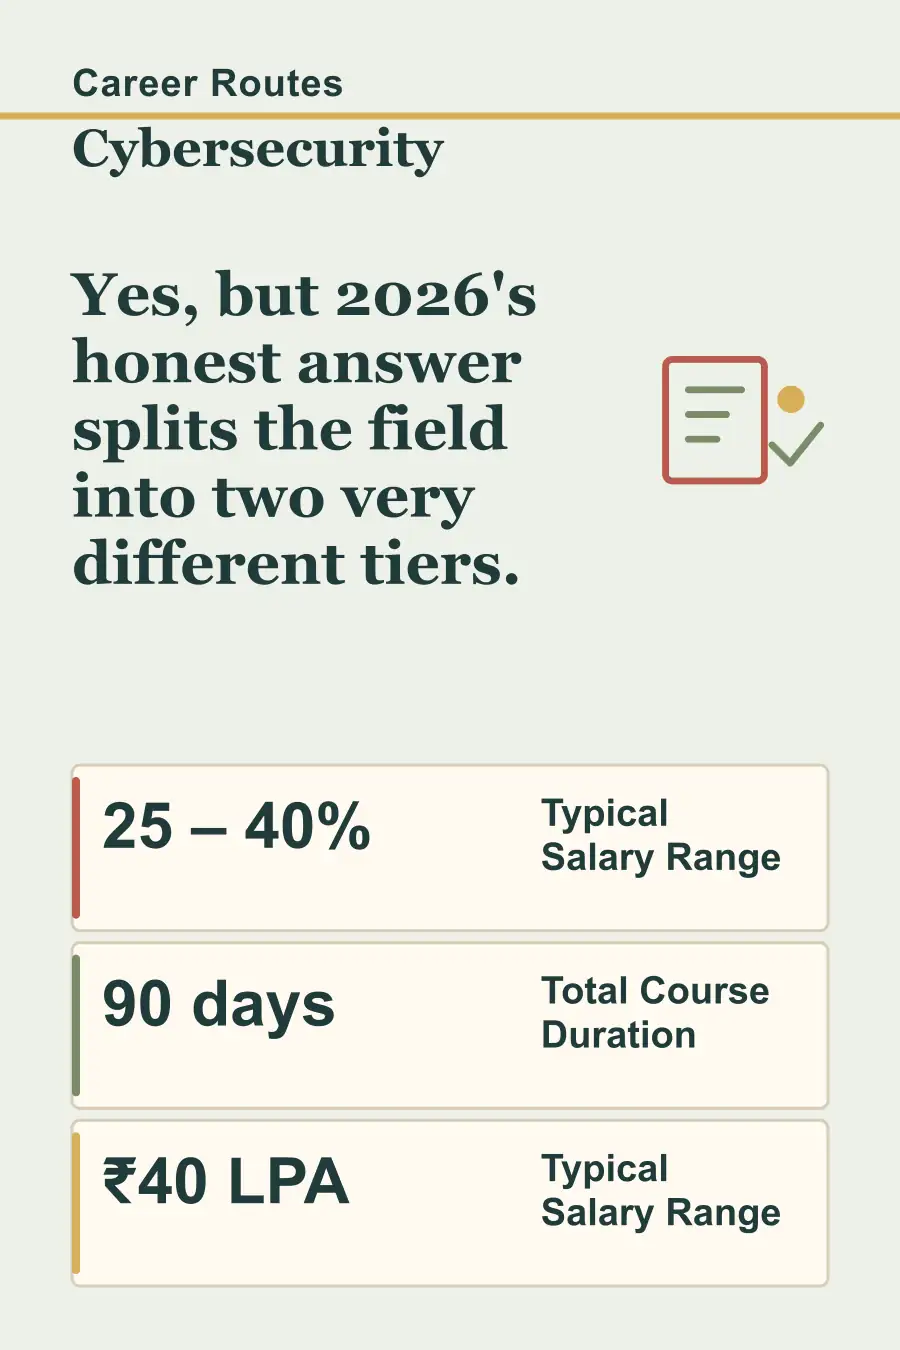 Career Routes
Cybersecurity
Yes, but 2026's
honest answer
splits the field
into two very
different tiers.
25 – 40%
Typical
Salary Range
90 days
Total Course
Duration
₹40 LPA
Typical
Salary Range